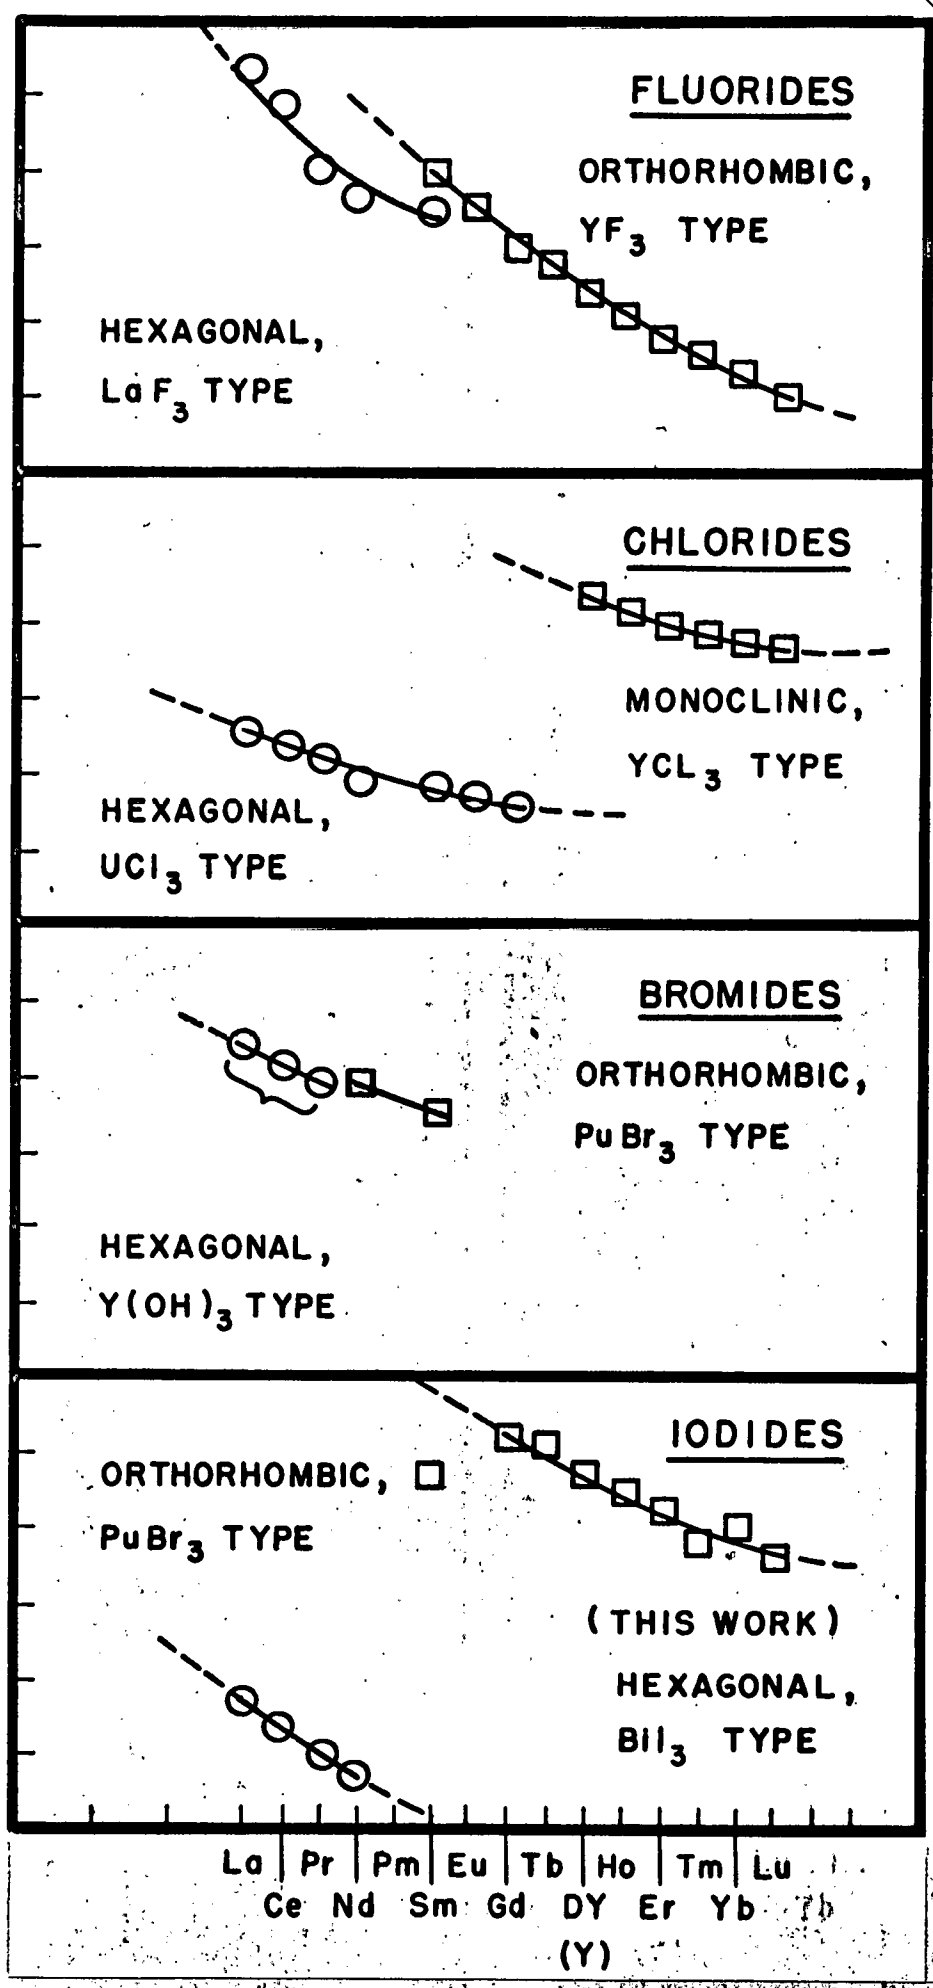 FLUORIDES
ORTHORHOMBIC,
YF3 TYPE
HEXAGONAL,
LaF3 TYPE
CHLORIDES
MONOCLINIC,
YCL3 TYPE
HEXAGONAL,
UCl3 TYPE
BROMIDES
ORTHORHOMBIC,
PuBr3 TYPE
HEXAGONAL,
Y(OH)3 TYPE
IODIDES
ORTHORHOMBIC,
PuBr3 TYPE
(THIS WORK)
HEXAGONAL,
BiI3 TYPE
La Pr Pm Eu Tb Ho Tm Lu
Ce Nd Sm Gd DY Er Yb
(Y)